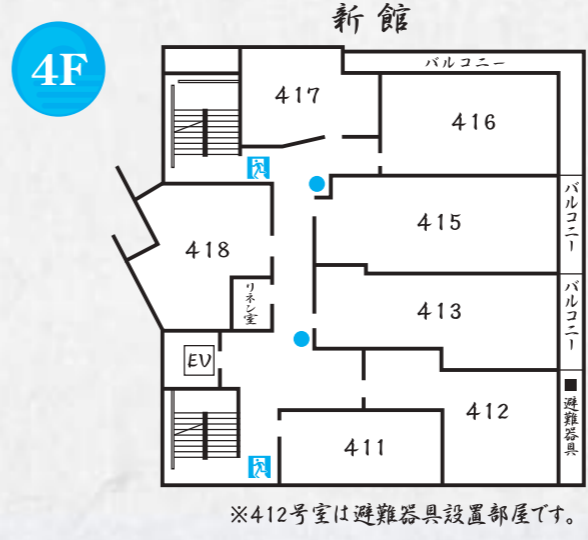 新館
4F
バルコニー
417
416
415
バルコニー
418
リネン室
413
バルコニー
EV
412
避難器具
411
※412号室は避難器具設置部屋です。